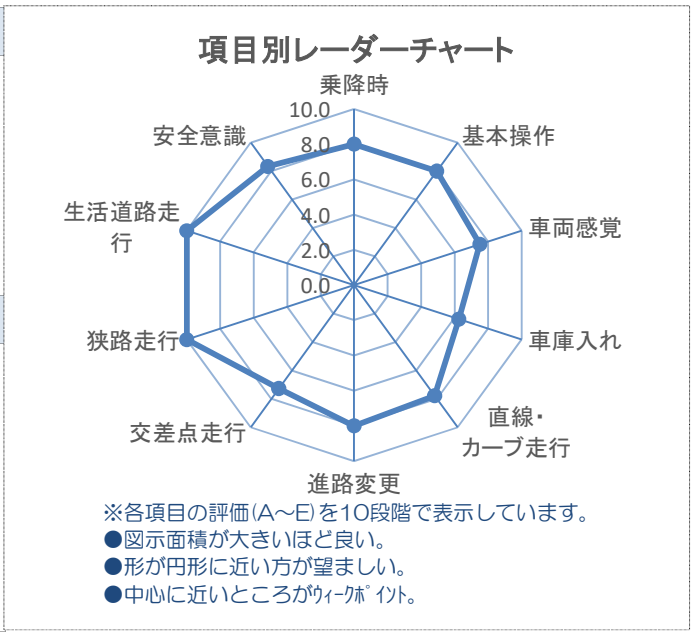 項目別レーダーチャート
乗降時
10.0
8.0
6.0
4.0
2.0
0.0
基本操作
車両感覚
車庫入れ
直線・
カーブ走行
進路変更
交差点走行
狭路走行
生活道路走
行
安全意識
※各項目の評価(A～E)を10段階で表示しています。
●図示面積が大きいほど良い。
●形が円形に近い方が望ましい。
●中心に近いところがｳｨｰｸﾎﾟｲﾝﾄ。